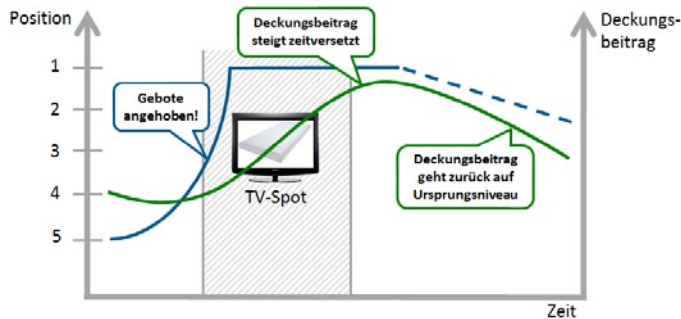 Position
Deckungsbeitrag
steigt zeitversetzt
Deckungs-
beitrag
1
Gebote
angehoben!
2
3
4
5
TV-Spot
Deckungsbeitrag
geht zurück auf
Ursprungsniveau
Zeit